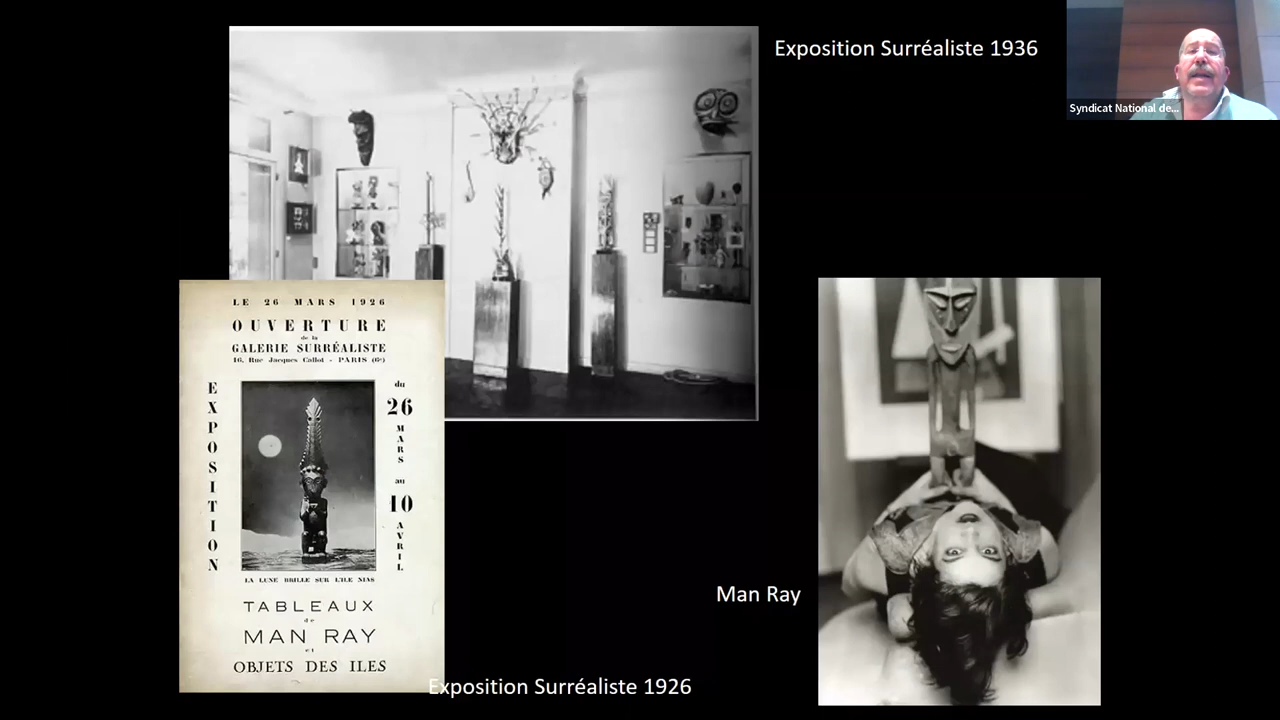 Exposition Surréaliste 1936
Syndicat National de...
LE 26 MARS 1926
OUVERTURE
de la
GALERIE SURRÉALISTE
16, Rue Jacques Callot - PARIS (6e)
EXPOSITION
du
26
MARS
au
10
AVRIL
LA LUNE BRILLE SUR L'ILE NIAS
TABLEAUX
de
MAN RAY
et
OBJETS DES ILES
Man Ray
Exposition Surréaliste 1926